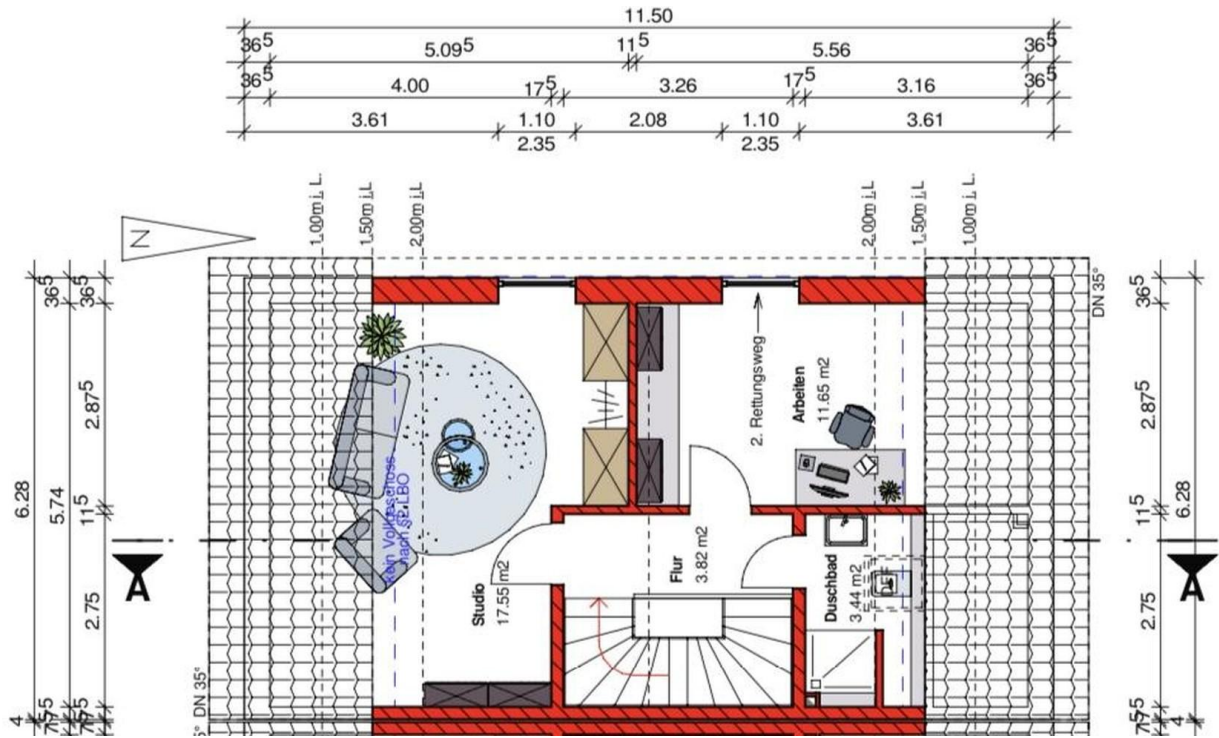 11.50
36⁵ 5.09⁵ 11⁵ 5.56 36⁵
36⁵ 4.00 17⁵ 3.26 17⁵ 3.16 36⁵
3.61 1.10 2.08 1.10 3.61
2.35 2.35
1.00m i. L.
1.50m i.L
2.00m i.L
2.00m i.L
1.50m i.L
1.00m i.L
N
DN 35°
36⁵ 36⁵ 36⁵
6.28
5.74
2.875
11⁵
2.75
4
2. Rettungsweg
Arbeiten
11.65 m2
kein Vollgeschoss
nach § LBO
Studio
17.55 m2
Flur
3.82 m2
Duschbad
3.44 m2
DFF
A
A
DN 35°
36⁵
2.875
11⁵
6.28
2.75
4